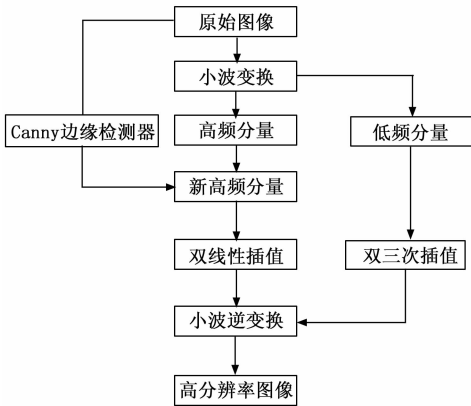 原始图像
小波变换
Canny边缘检测器
高频分量
低频分量
新高频分量
双线性插值
双三次插值
小波逆变换
高分辨率图像